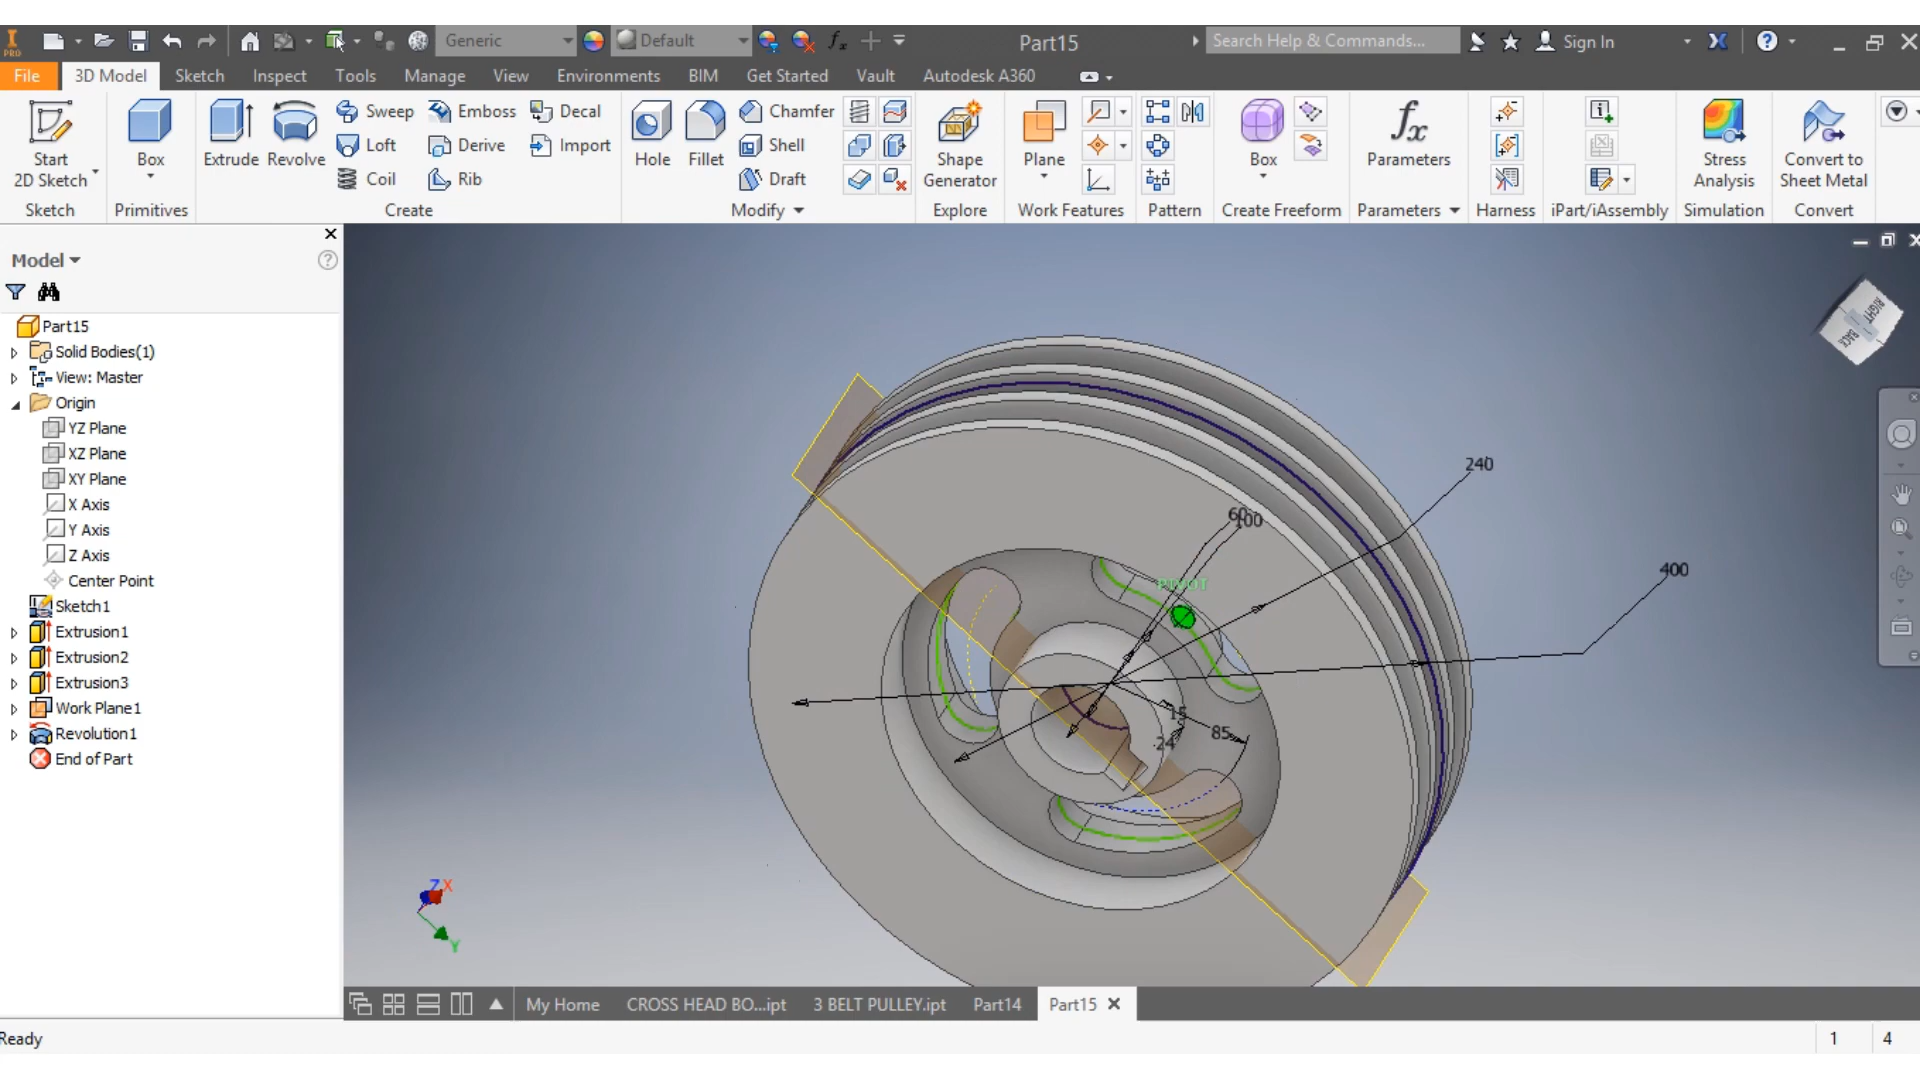 PRO
Generic
Default
Part15
Search Help & Commands...
Sign In
File
3D Model
Sketch
Inspect
Tools
Manage
View
Environments
BIM
Get Started
Vault
Autodesk A360
Start
2D Sketch
Box
Extrude
Revolve
Sweep
Loft
Coil
Emboss
Derive
Rib
Decal
Import
Hole
Fillet
Chamfer
Shell
Draft
Shape
Generator
Plane
Box
Parameters
Stress
Analysis
Convert to
Sheet Metal
Sketch
Primitives
Create
Modify
Explore
Work Features
Pattern
Create Freeform
Parameters
Harness
iPart/iAssembly
Simulation
Convert
Model
Part15
Solid Bodies(1)
View: Master
Origin
YZ Plane
XZ Plane
XY Plane
X Axis
Y Axis
Z Axis
Center Point
Sketch1
Extrusion1
Extrusion2
Extrusion3
Work Plane1
Revolution1
End of Part
RIGHT
BACK
240
60
100
400
PIVOT
15
24
85
Z X
Y
My Home
CROSS HEAD BO...ipt
3 BELT PULLEY.ipt
Part14
Part15
Ready
1
4